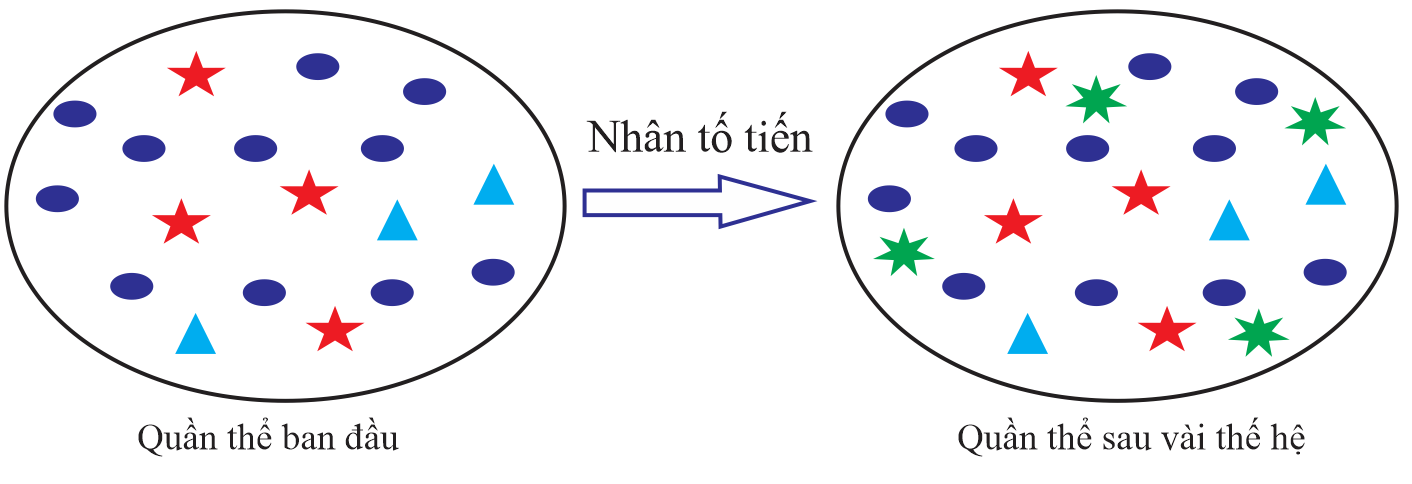 Nhân tố tiến
Quần thể ban đầu
Quần thể sau vài thế hệ